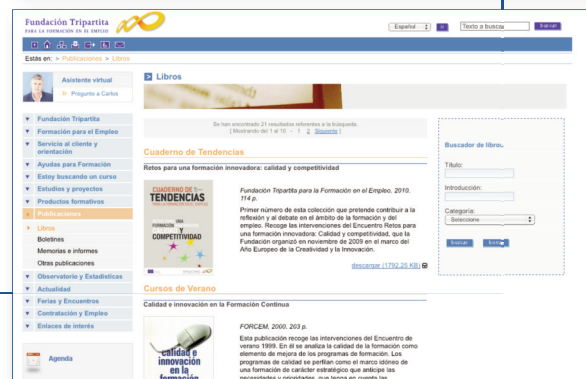 Fundación Tripartita
PARA LA FORMACIÓN EN EL EMPLEO
Español
Texto a buscar
Buscar
Estás en: > Publicaciones > Libros
Asistente virtual
Pregunte a Carlos
Fundación Tripartita
Formación para el Empleo
Servicio al cliente y
orientación
Ayudas para Formación
Estoy buscando un curso
Estudios y proyectos
Productos formativos
Publicaciones
Libros
Boletines
Memorias e informes
Otras publicaciones
Observatorio y Estadísticas
Actualidad
Ferias y Encuentros
Contratación y Empleo
Enlaces de interés
Agenda
Libros
Se han encontrado 21 resultados referentes a la búsqueda.
[ Mostrando del 1 al 10 - 1 2 Siguiente ]
Cuaderno de Tendencias
Retos para una formación innovadora: calidad y competitividad
CUADERNO DE
TENDENCIAS
UNA
FORMACIÓN
Y
COMPETITIVIDAD
Fundación Tripartita para la Formación en el Empleo, 2010.
114 p.
Primer número de esta colección que pretende contribuir a la
reflexión y al debate en el ámbito de la formación y del
empleo. Recoge las intervenciones del Encuentro Retos para
una formación innovadora: Calidad y competitividad, que la
Fundación organizó en noviembre de 2009 en el marco del
Año Europeo de la Creatividad y la Innovación.
descargar (1792,25 KB)
Cursos de Verano
Calidad e innovación en la Formación Continua
calidad e
innovación
en la
formación
FORCEM, 2000. 203 p.
Esta publicación recoge las intervenciones del Encuentro de
verano 1999. En él se analiza la calidad de la formación como
elemento de mejora de los programas de formación. Los
programas de calidad se perfilan como el marco idóneo de
una formación de carácter estratégico que anticipe las
necesidades y prioridades, que tenga en cuenta las
Buscador de libros
Título:
Introducción:
Categoría:
Seleccione
Buscar